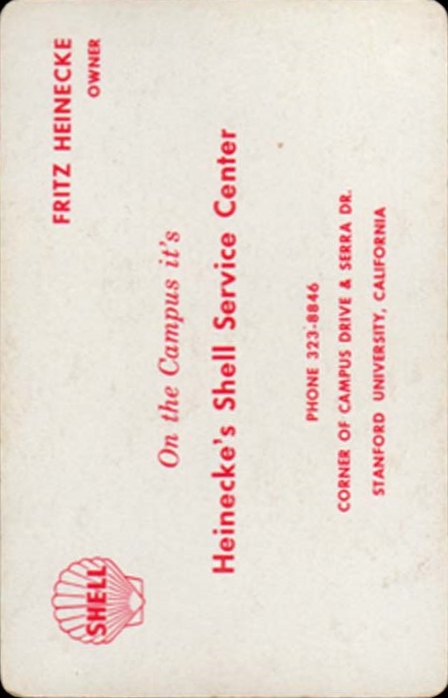 FRITZ HEINECKE
OWNER
On the Campus it's
Heinecke's Shell Service Center
PHONE 323-8846
CORNER OF CAMPUS DRIVE & SERRA DR.
STANFORD UNIVERSITY, CALIFORNIA
SHELL